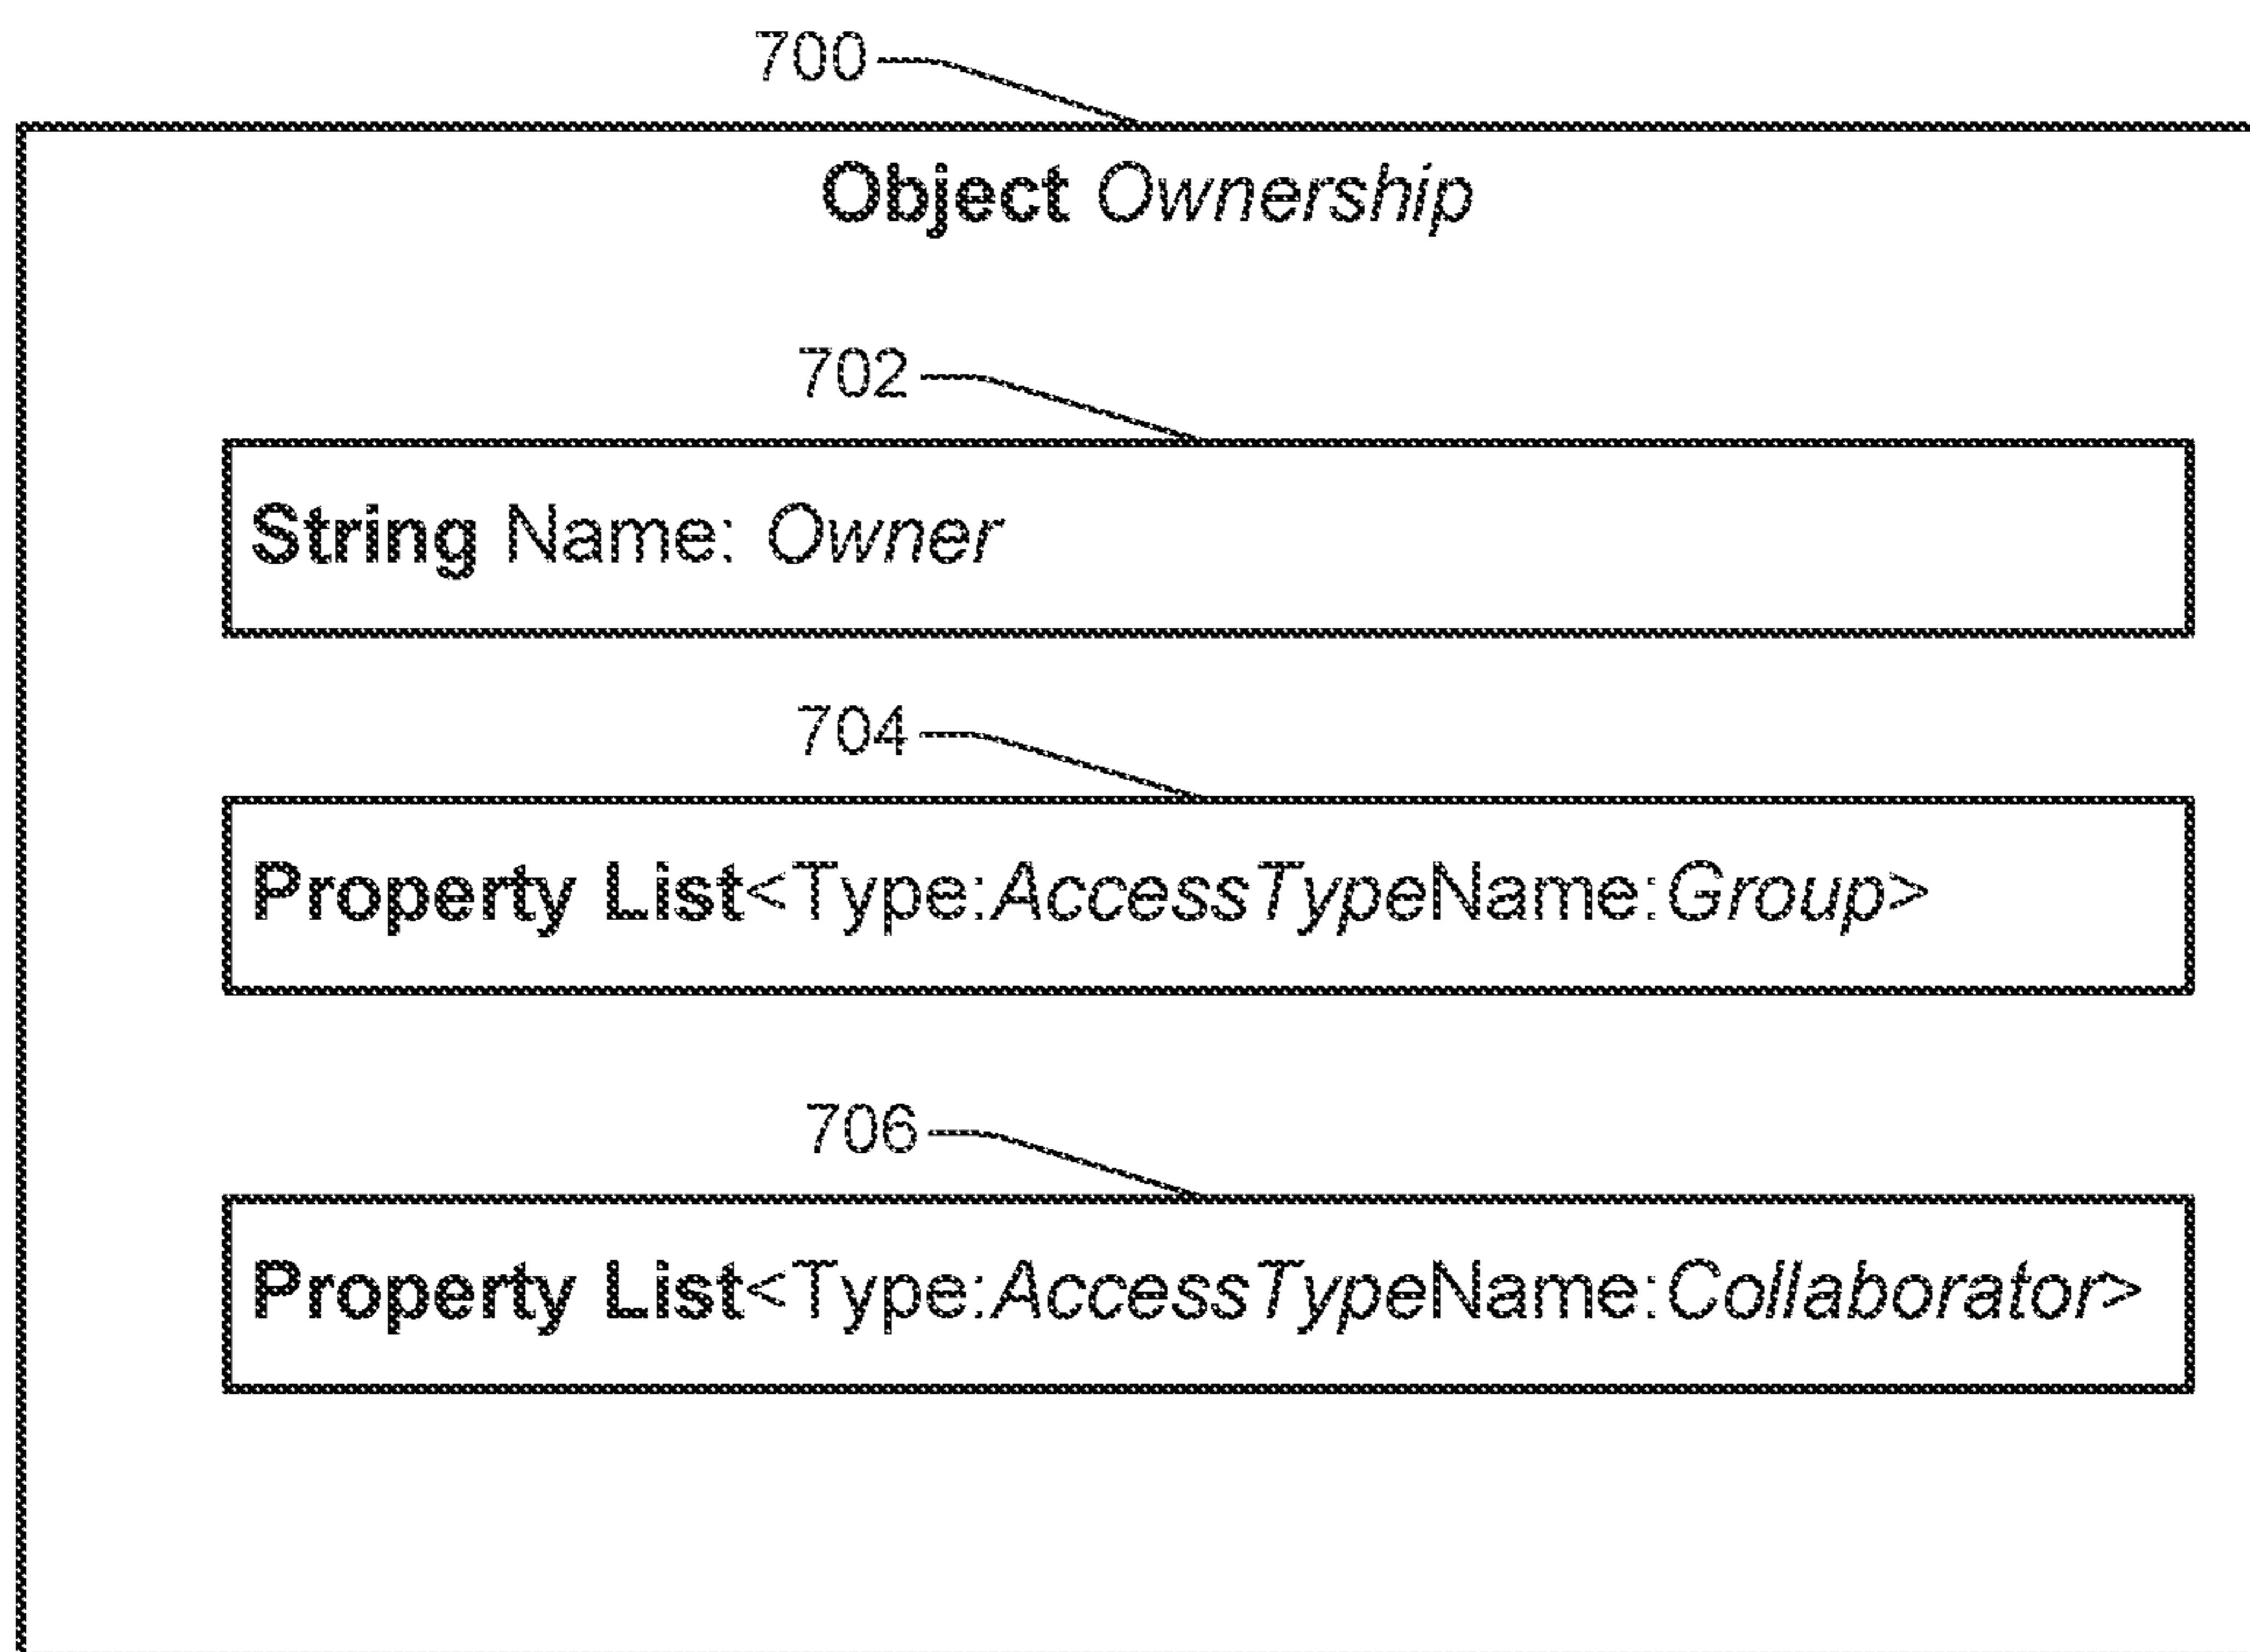 700
Object Ownership
702
String Name: Owner
704
Property List<Type:AccessTypeName:Group>
706
Property List<Type:AccessTypeName:Collaborator>